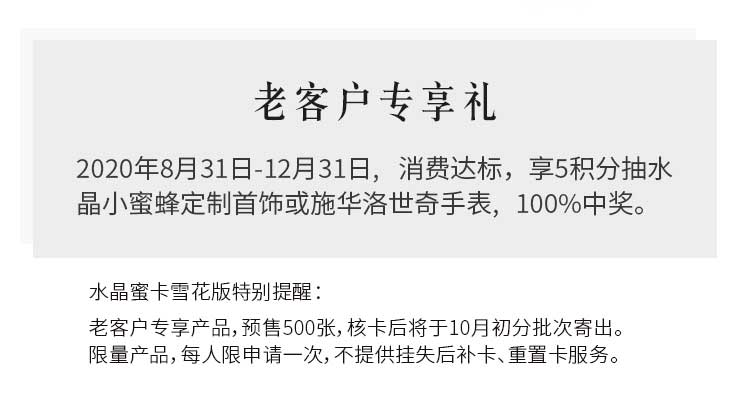 老客户专享礼
2020年8月31日-12月31日，消费达标，享5积分抽水
晶小蜜蜂定制首饰或施华洛世奇手表，100%中奖。
水晶蜜卡雪花版特别提醒：
老客户专享产品，预售500张，核卡后将于10月初分批次寄出。
限量产品，每人限申请一次，不提供挂失后补卡、重置卡服务。